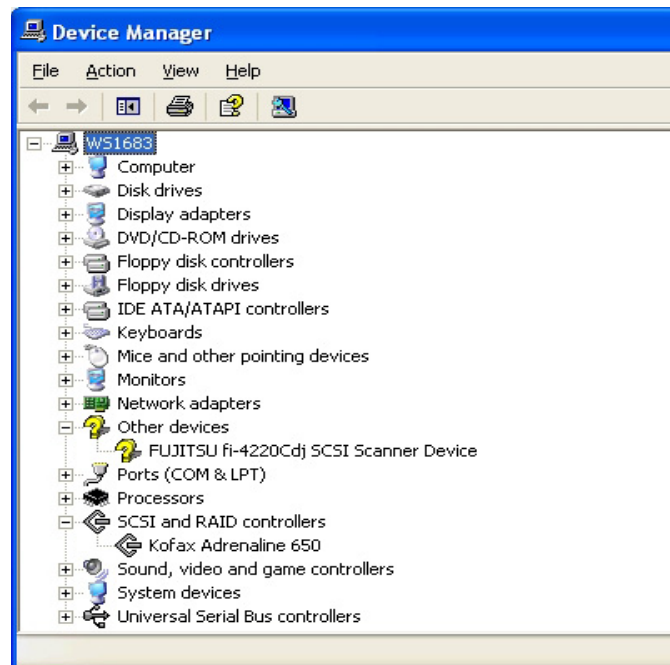 Device Manager
File Action View Help
WS1683
Computer
Disk drives
Display adapters
DVD/CD-ROM drives
Floppy disk controllers
Floppy disk drives
IDE ATA/ATAPI controllers
Keyboards
Mice and other pointing devices
Monitors
Network adapters
Other devices
FUJITSU fi-4220Cdj SCSI Scanner Device
Ports (COM & LPT)
Processors
SCSI and RAID controllers
Kofax Adrenaline 650
Sound, video and game controllers
System devices
Universal Serial Bus controllers